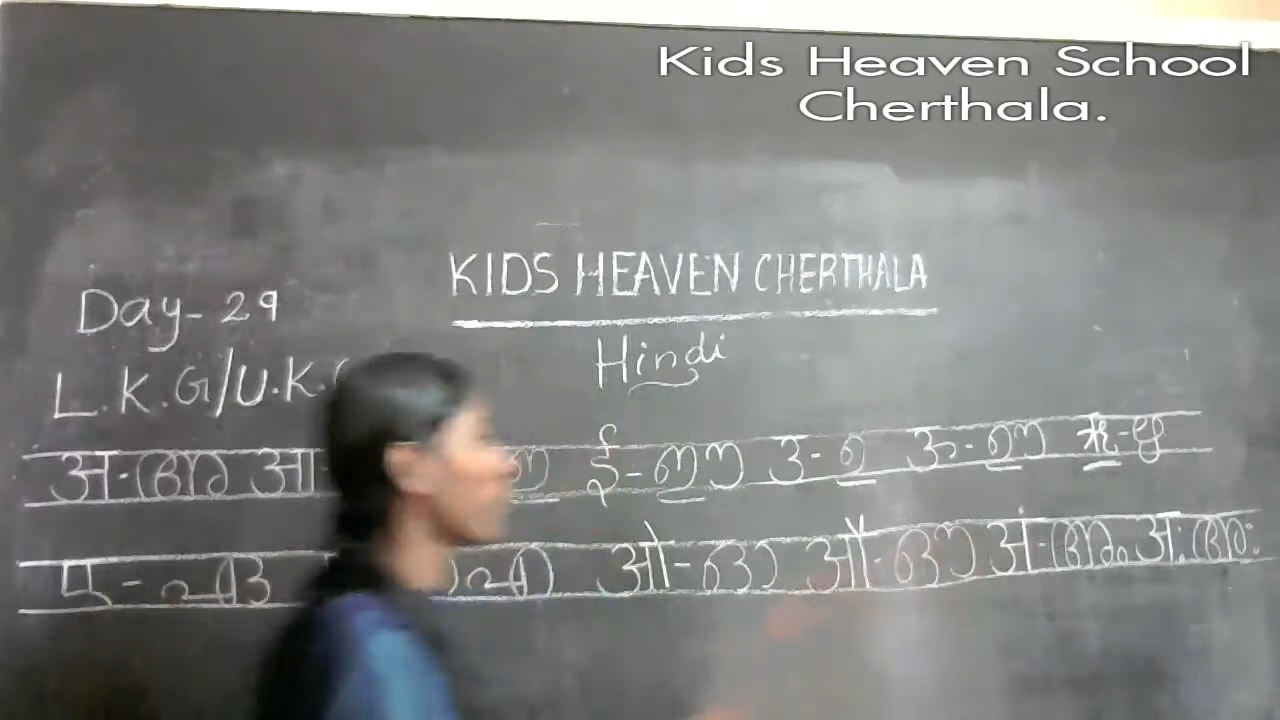 Kids Heaven School
Cherthala.
KIDS HEAVEN CHERTHALA
Day-29
Hindi
L.K.G/U.K.
अ-അ आ- ई-ഈ उ-ഉ ऊ-ഊ ऋ-ഋ
ए-ഏ ओ-ഓ औ-ഔ अं-അം अः അഃ